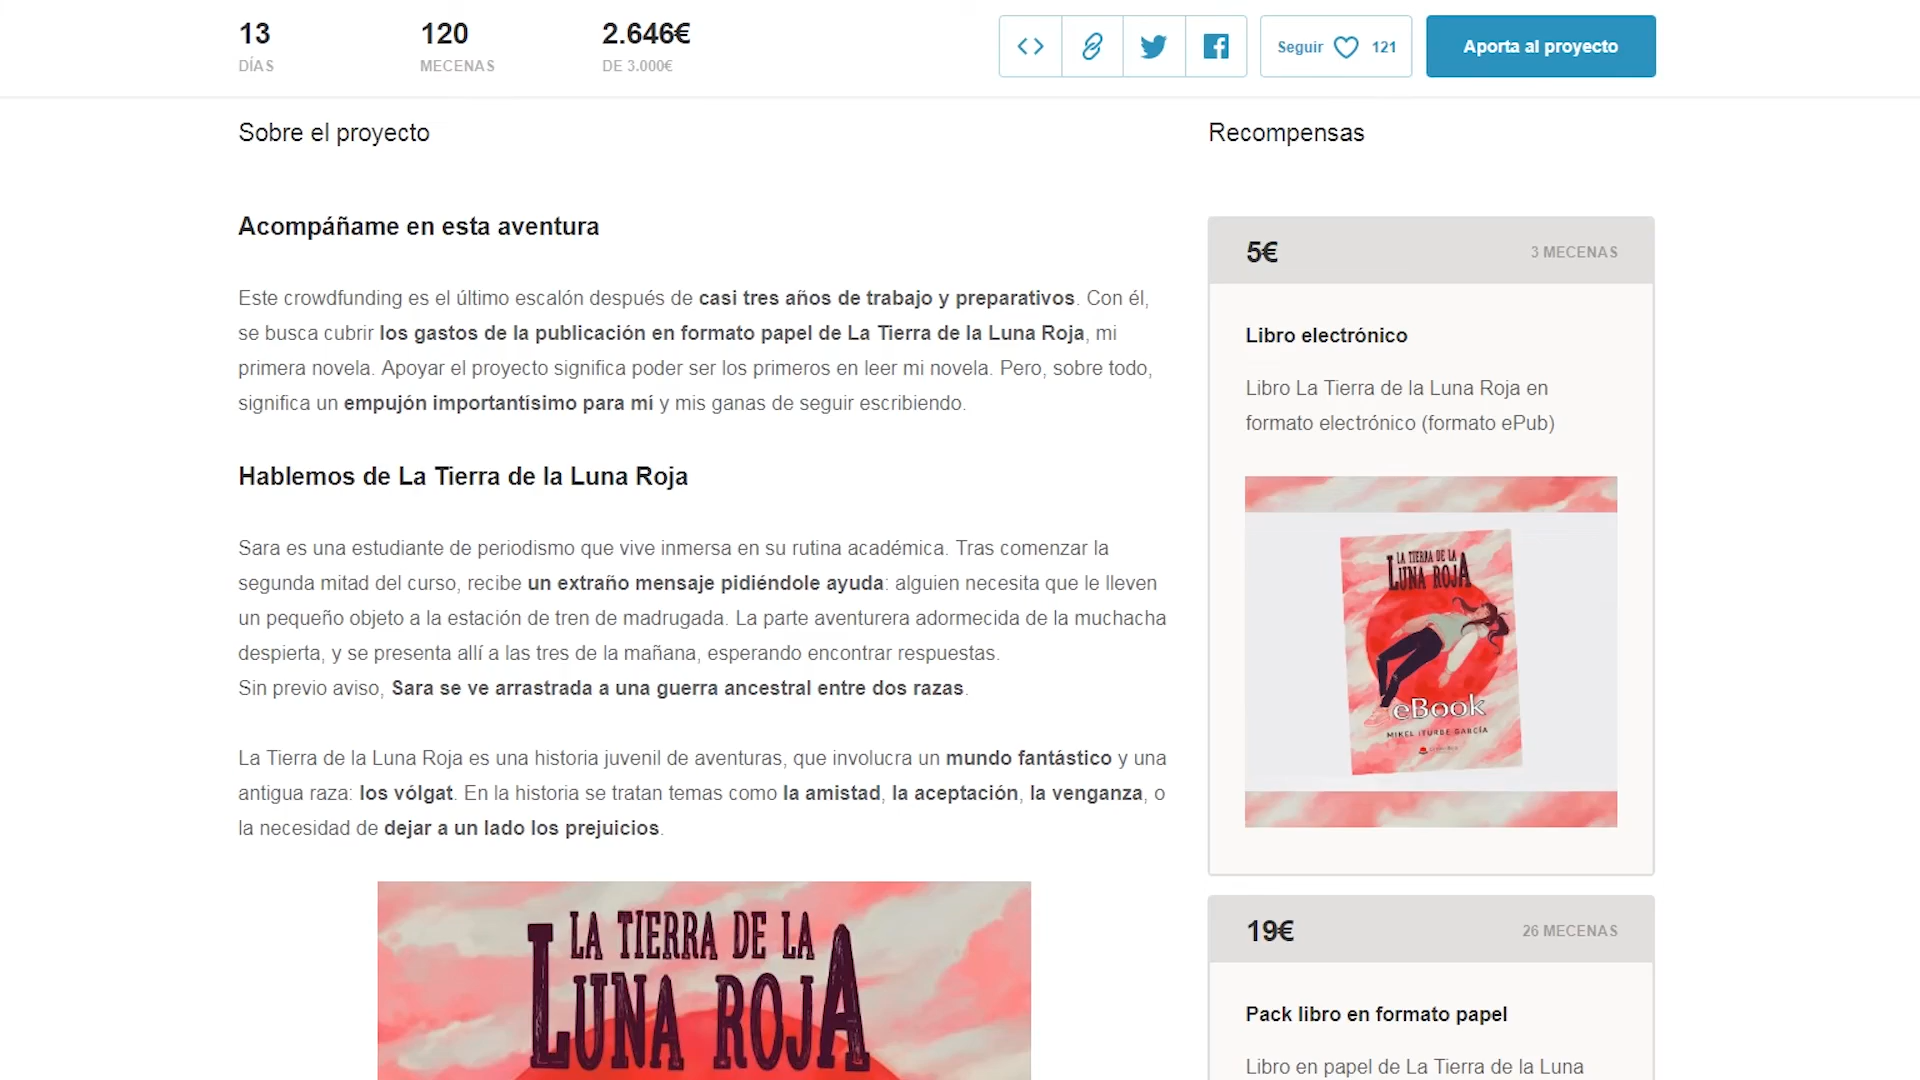 13
DÍAS
120
MECENAS
2.646€
DE 3.000€
Seguir 121
Aporta al proyecto
Sobre el proyecto
Acompáñame en esta aventura
Este crowdfunding es el último escalón después de casi tres años de trabajo y preparativos. Con él,
se busca cubrir los gastos de la publicación en formato papel de La Tierra de la Luna Roja, mi
primera novela. Apoyar el proyecto significa poder ser los primeros en leer mi novela. Pero, sobre todo,
significa un empujón importantísimo para mí y mis ganas de seguir escribiendo.
Hablemos de La Tierra de la Luna Roja
Sara es una estudiante de periodismo que vive inmersa en su rutina académica. Tras comenzar la
segunda mitad del curso, recibe un extraño mensaje pidiéndole ayuda: alguien necesita que le lleven
un pequeño objeto a la estación de tren de madrugada. La parte aventurera adormecida de la muchacha
despierta, y se presenta allí a las tres de la mañana, esperando encontrar respuestas.
Sin previo aviso, Sara se ve arrastrada a una guerra ancestral entre dos razas.
La Tierra de la Luna Roja es una historia juvenil de aventuras, que involucra un mundo fantástico y una
antigua raza: los vólgat. En la historia se tratan temas como la amistad, la aceptación, la venganza, o
la necesidad de dejar a un lado los prejuicios.
LA TIERRA DE LA
LUNA ROJA
Recompensas
5€
3 MECENAS
Libro electrónico
Libro La Tierra de la Luna Roja en
formato electrónico (formato ePub)
LA TIERRA DE LA
LUNA ROJA
eBook
MIKEL ITURBE GARCÍA
19€
26 MECENAS
Pack libro en formato papel
Libro en papel de La Tierra de la Luna